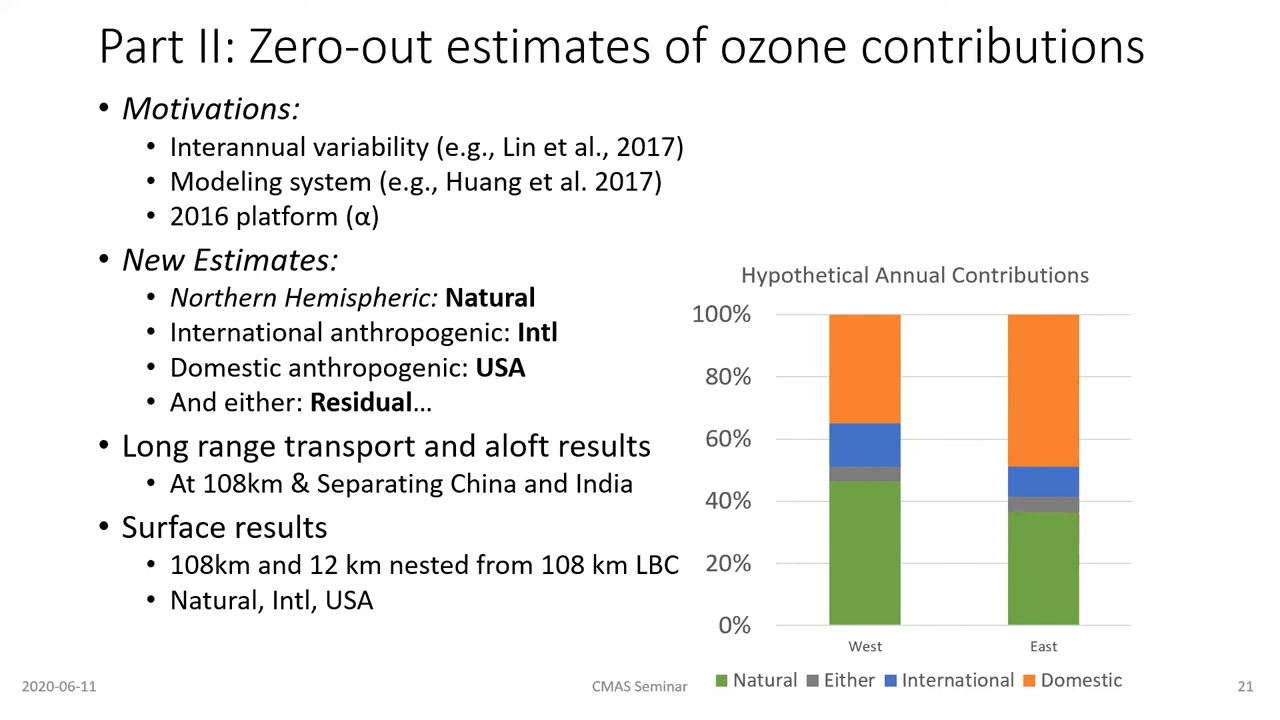 Part II: Zero-out estimates of ozone contributions
• Motivations:
• Interannual variability (e.g., Lin et al., 2017)
• Modeling system (e.g., Huang et al. 2017)
• 2016 platform (α)
• New Estimates:
• Northern Hemispheric: Natural
• International anthropogenic: Intl
• Domestic anthropogenic: USA
• And either: Residual…
• Long range transport and aloft results
• At 108km & Separating China and India
• Surface results
• 108km and 12 km nested from 108 km LBC
• Natural, Intl, USA
Hypothetical Annual Contributions
100%
80%
60%
40%
20%
0%
West East
Natural Either International Domestic
2020-06-11
CMAS Seminar
21